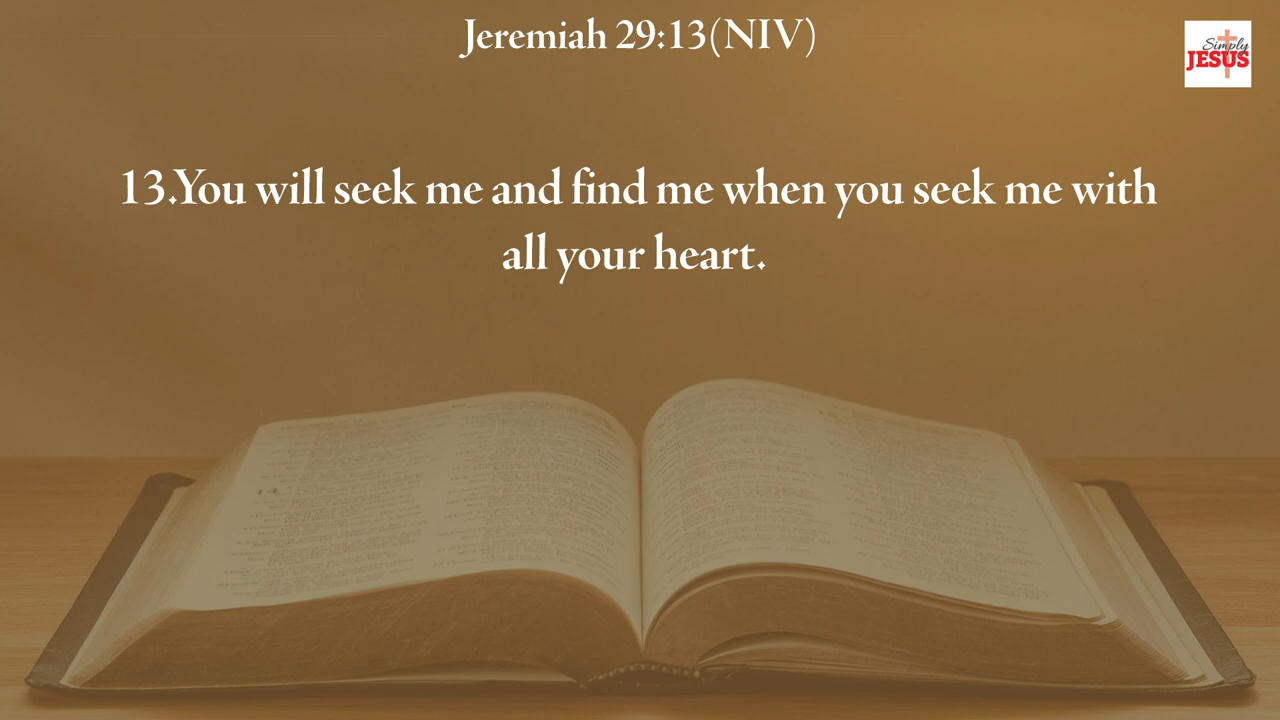 Jeremiah 29:13(NIV)
Simply
JESUS
13.You will seek me and find me when you seek me with
all your heart.